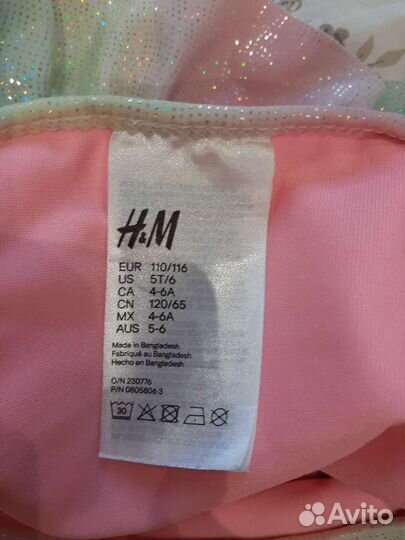 H&M
EUR 110/116
US 5T/6
CA 4-6A
CN 120/65
MX 4-6A
AUS 5-6
Made in Bangladesh
Fabriqué au Bangladesh
Hecho en Bangladesh
O/N 230776
P/N 0805806 3
30
Avito